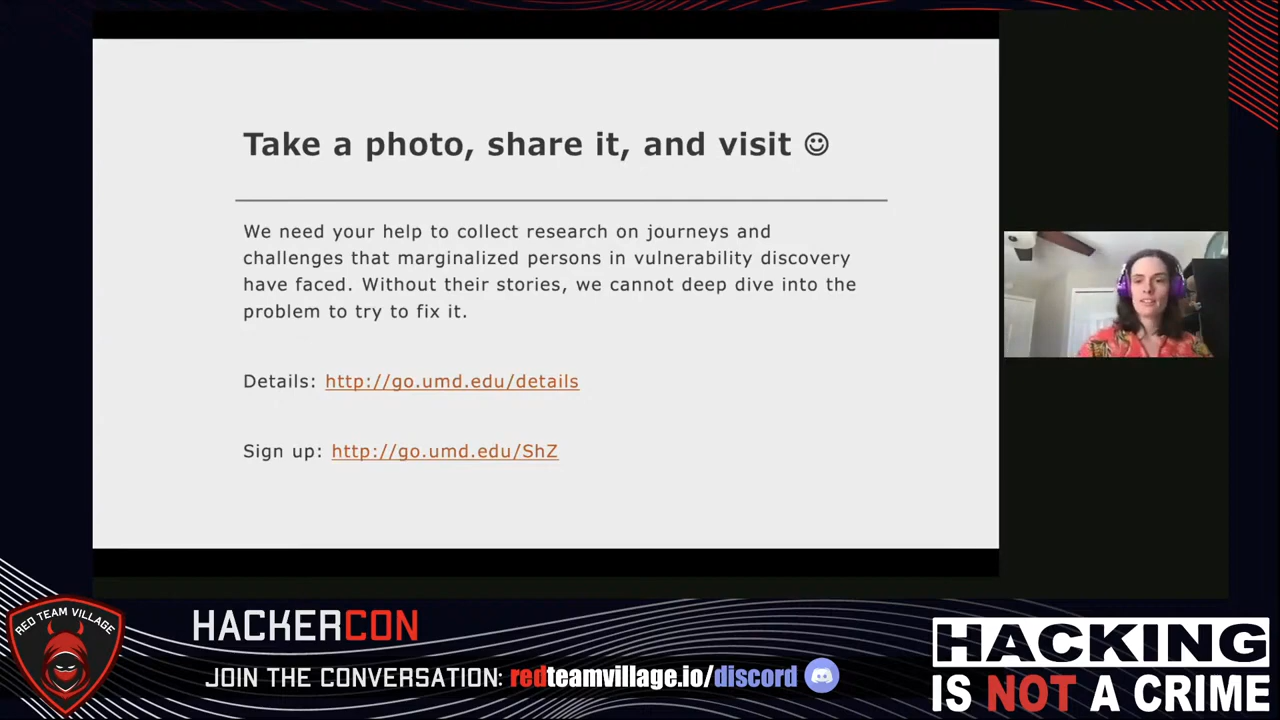 Take a photo, share it, and visit ☺
We need your help to collect research on journeys and
challenges that marginalized persons in vulnerability discovery
have faced. Without their stories, we cannot deep dive into the
problem to try to fix it.
Details: http://go.umd.edu/details
Sign up: http://go.umd.edu/ShZ
RED TEAM VILLAGE
HACKERCON
JOIN THE CONVERSATION: redteamvillage.io/discord
HACKING
IS NOT A CRIME